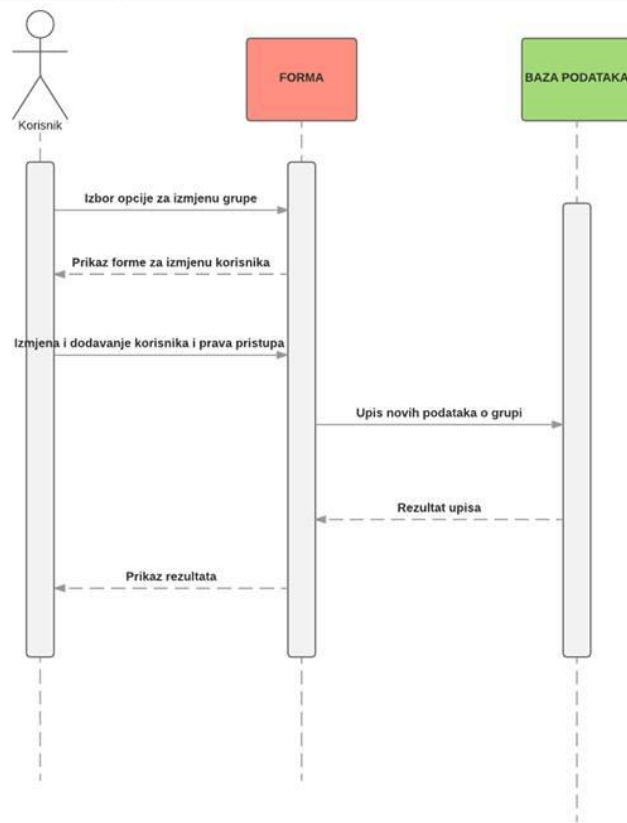 Korisnik
FORMA
BAZA PODATAKA
Izbor opcije za izmjenu grupe
Prikaz forme za izmjenu korisnika
Izmjena i dodavanje korisnika i prava pristupa
Upis novih podataka o grupi
Rezultat upisa
Prikaz rezultata